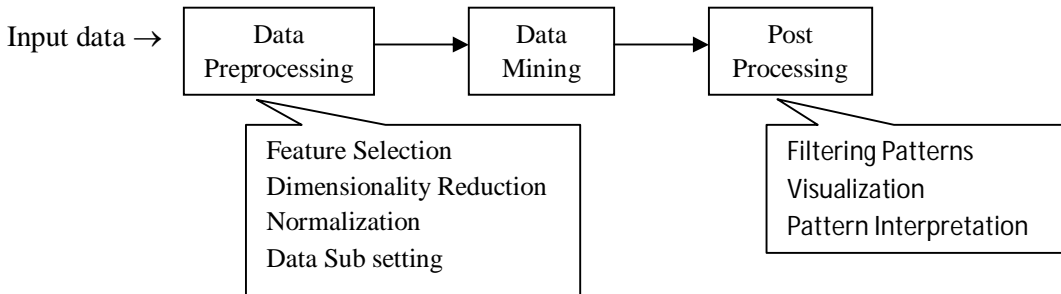 Input data →
Data
Preprocessing
Data
Mining
Post
Processing
Feature Selection
Dimensionality Reduction
Normalization
Data Sub setting
Filtering Patterns
Visualization
Pattern Interpretation